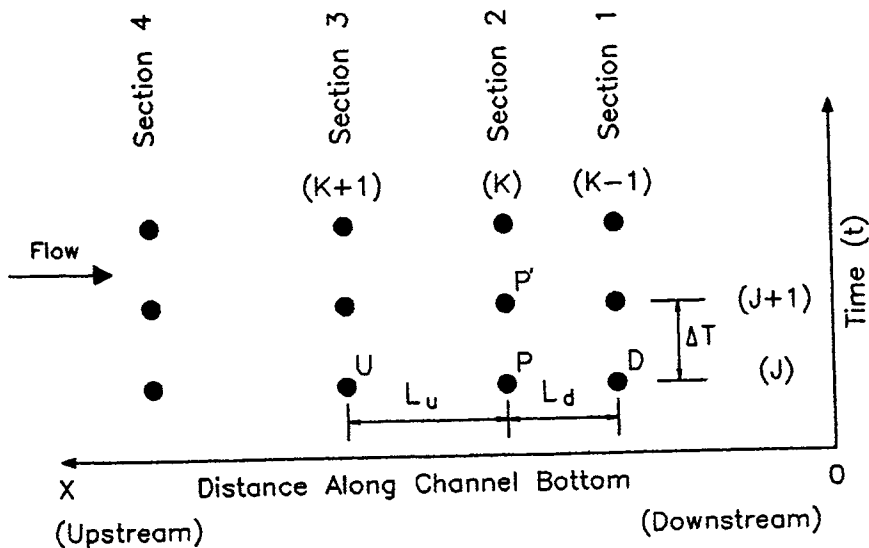 Section 4
Section 3
Section 2
Section 1
(K+1)
(K)
(K-1)
Flow
P'
(J+1)
ΔT
Time (t)
U
P
D
(J)
Lu
Ld
X
Distance Along Channel Bottom
O
(Upstream)
(Downstream)